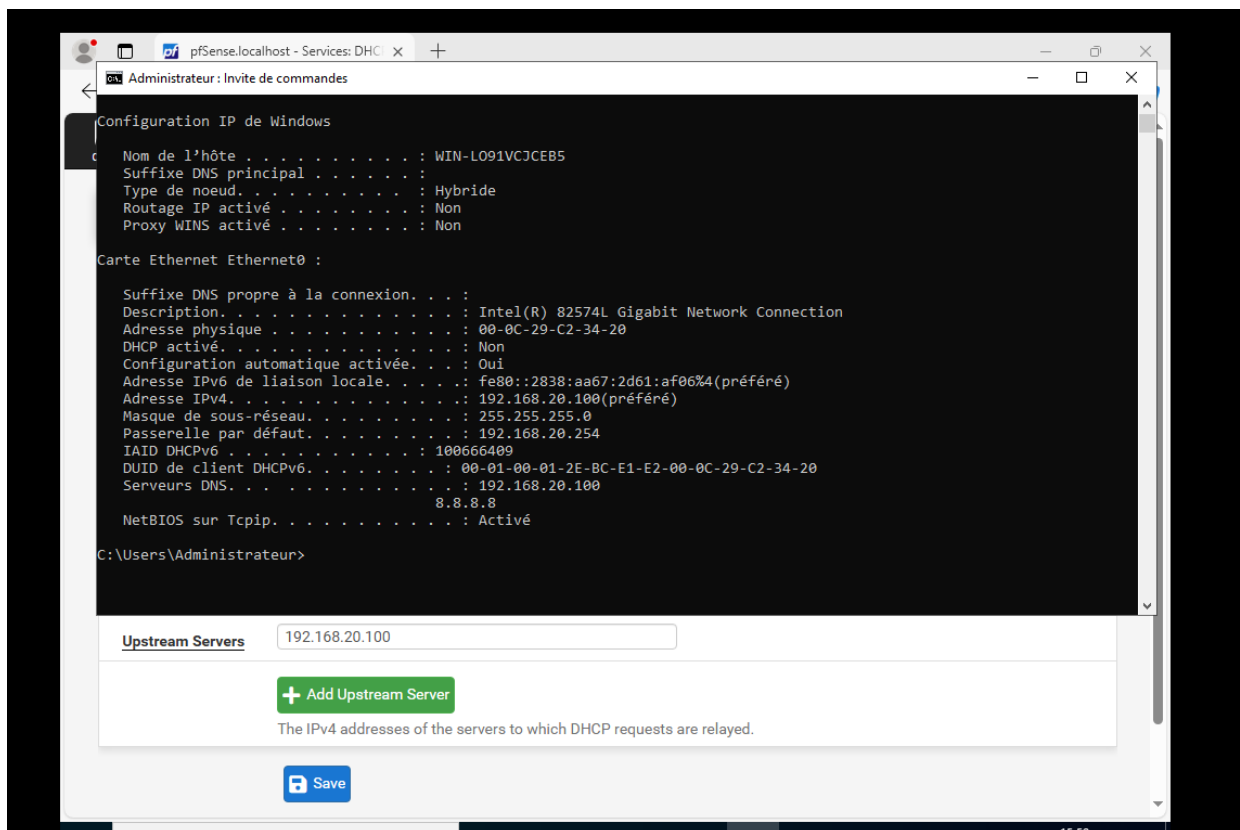 pfSense.localhost - Services: DHC
Administrateur : Invite de commandes
Configuration IP de Windows
Nom de l’hôte . . . . . . . . . . : WIN-LO91VCJCEB5
Suffixe DNS principal . . . . . . :
Type de noeud. . . . . . . . . . : Hybride
Routage IP activé . . . . . . . . : Non
Proxy WINS activé . . . . . . . . : Non
Carte Ethernet Ethernet0 :
Suffixe DNS propre à la connexion. . . :
Description. . . . . . . . . . . . . . : Intel(R) 82574L Gigabit Network Connection
Adresse physique . . . . . . . . . . . : 00-0C-29-C2-34-20
DHCP activé. . . . . . . . . . . . . . : Non
Configuration automatique activée. . . : Oui
Adresse IPv6 de liaison locale. . . . .: fe80::2838:aa67:2d61:af06%4(préféré)
Adresse IPv4. . . . . . . . . . . . . .: 192.168.20.100(préféré)
Masque de sous-réseau. . . . . . . . . : 255.255.255.0
Passerelle par défaut. . . . . . . . . : 192.168.20.254
IAID DHCPv6 . . . . . . . . . . . : 100666409
DUID de client DHCPv6. . . . . . . . : 00-01-00-01-2E-BC-E1-E2-00-0C-29-C2-34-20
Serveurs DNS. . . . . . . . . . . . . : 192.168.20.100
8.8.8.8
NetBIOS sur Tcpip. . . . . . . . . . . : Activé
C:\Users\Administrateur>
Upstream Servers
192.168.20.100
Add Upstream Server
The IPv4 addresses of the servers to which DHCP requests are relayed.
Save